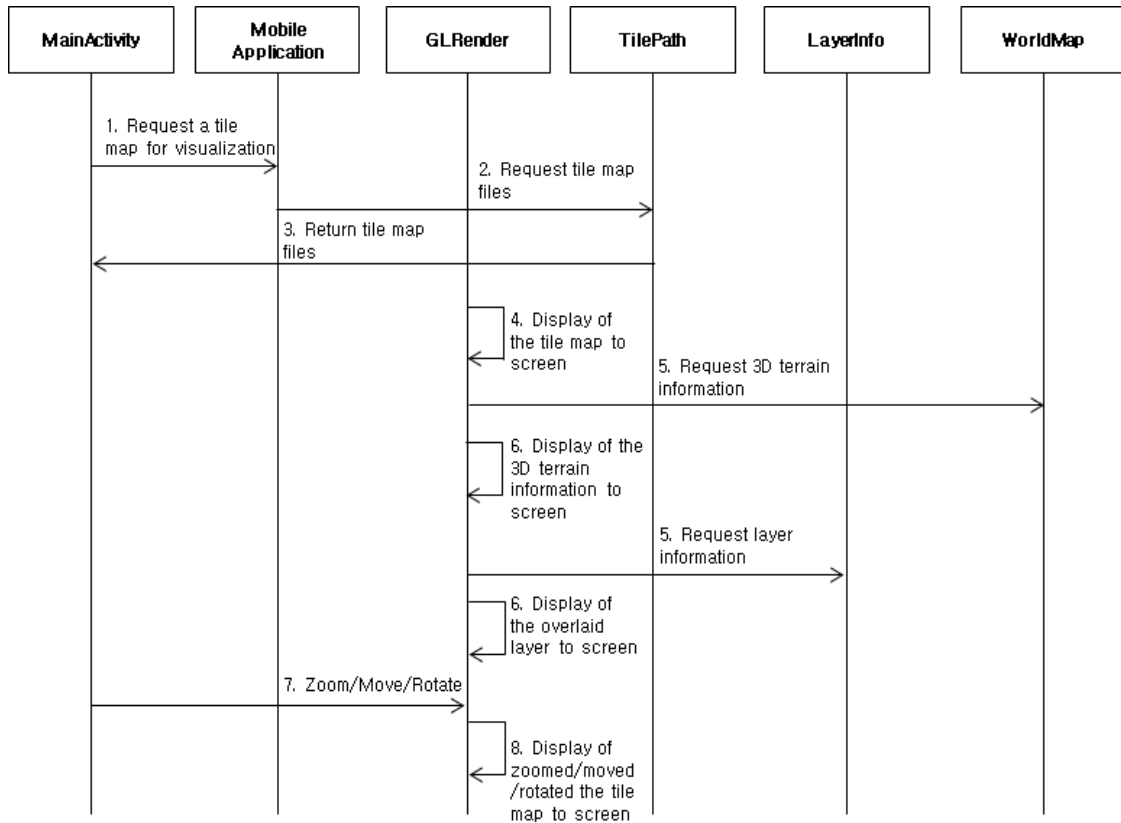 MainActivity
Mobile
Application
GLRender
TilePath
LayerInfo
WorldMap
1. Request a tile
map for visualization
2. Request tile map
files
3. Return tile map
files
4. Display of
the tile map to
screen
5. Request 3D terrain
information
6. Display of the
3D terrain
information to
screen
5. Request layer
information
6. Display of
the overlaid
layer to screen
7. Zoom/Move/Rotate
8. Display of
zoomed/moved
/rotated the tile
map to screen